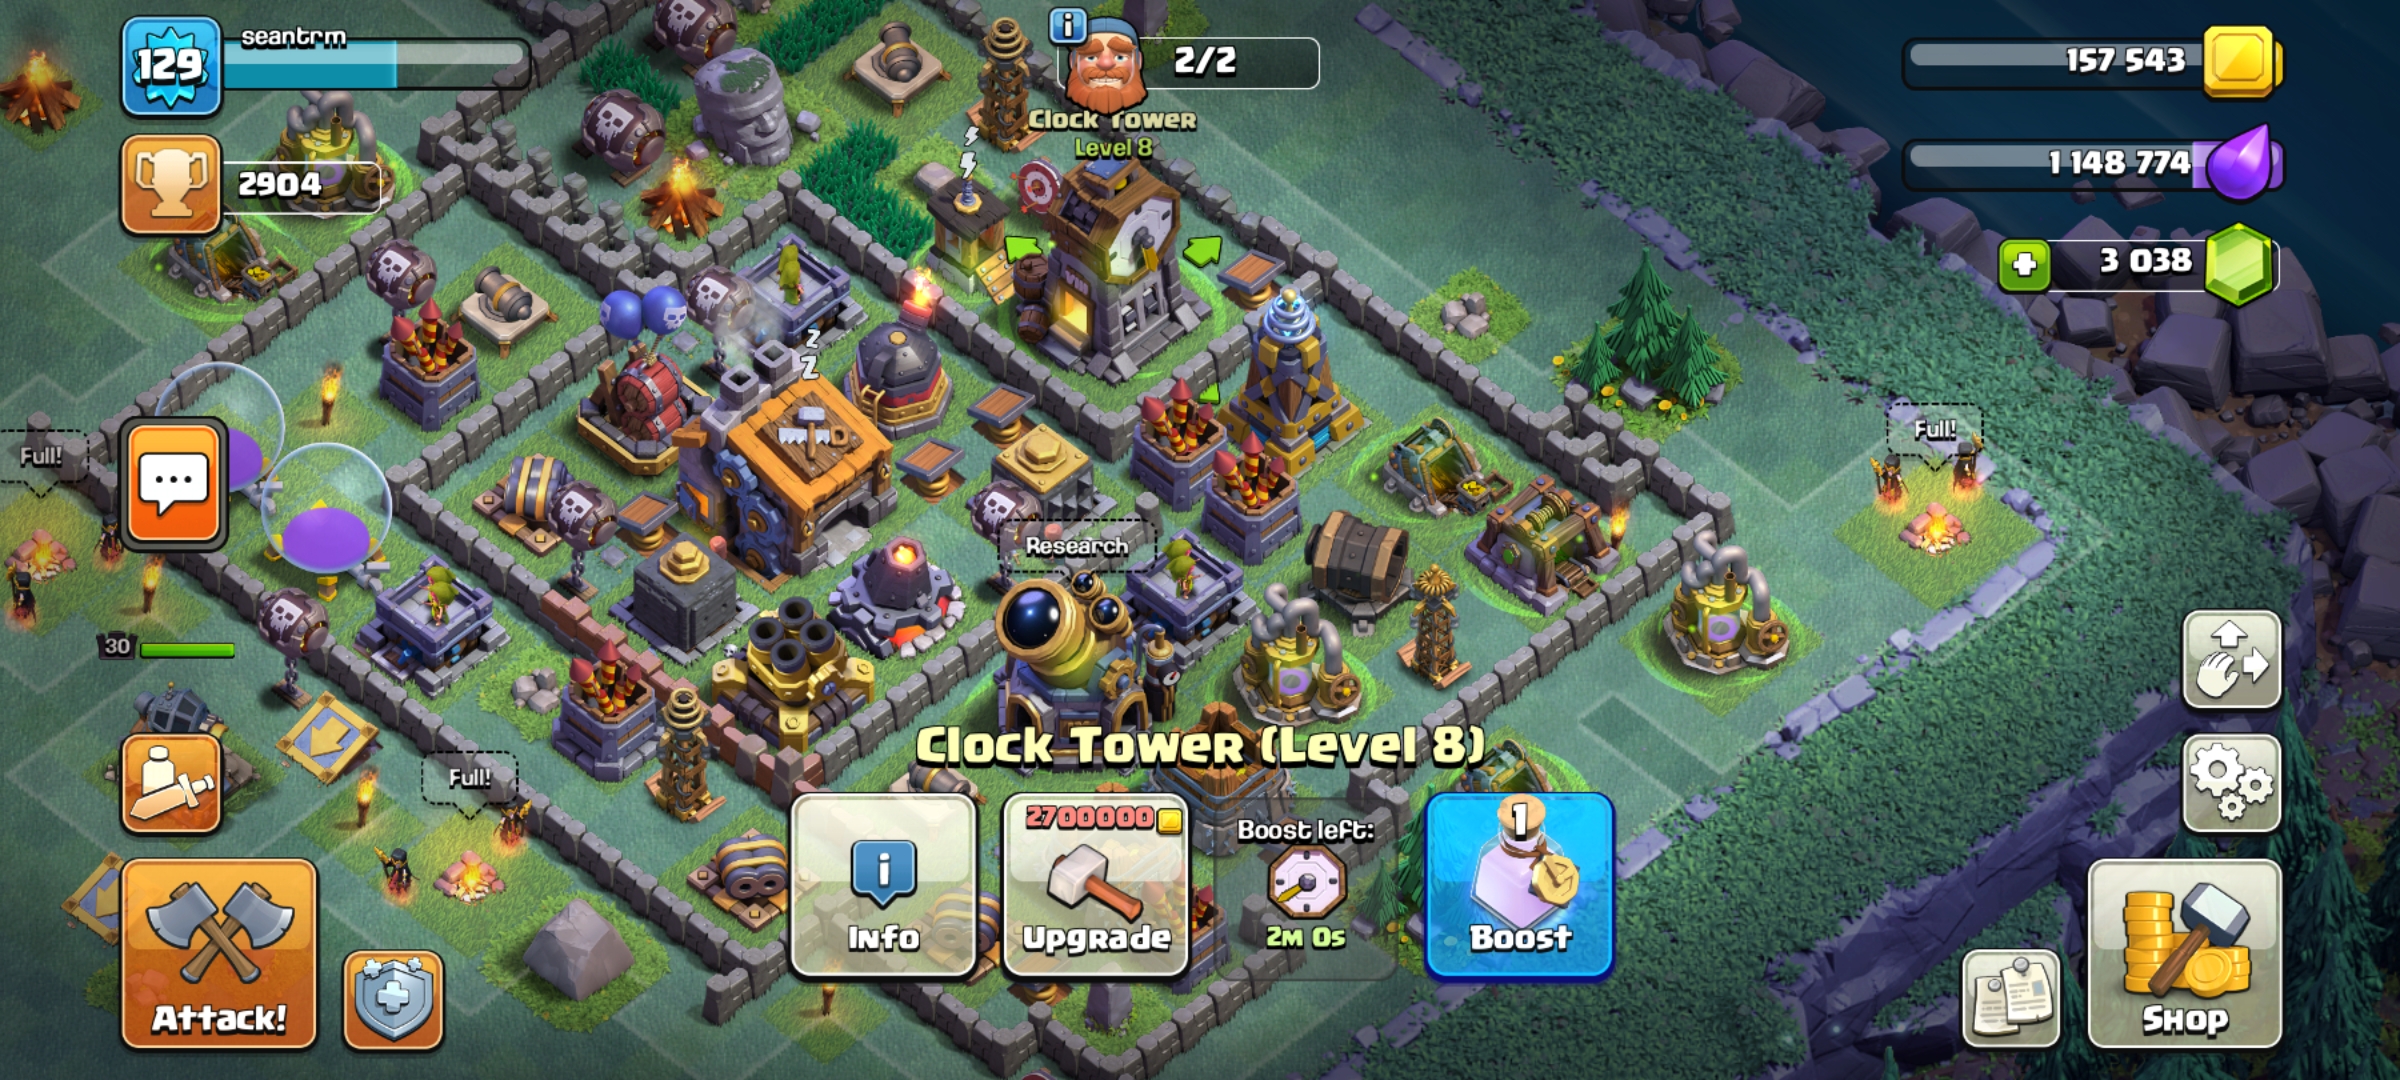 129
seantrm
2/2
157 543
Clock Tower
Level 8
2904
1 148 774
3 038
z
z
Full!
Full!
Research
30
Full!
Clock Tower (Level 8)
2700000
Boost left:
1
Info
Upgrade
2M 0s
Boost
Attack!
Shop